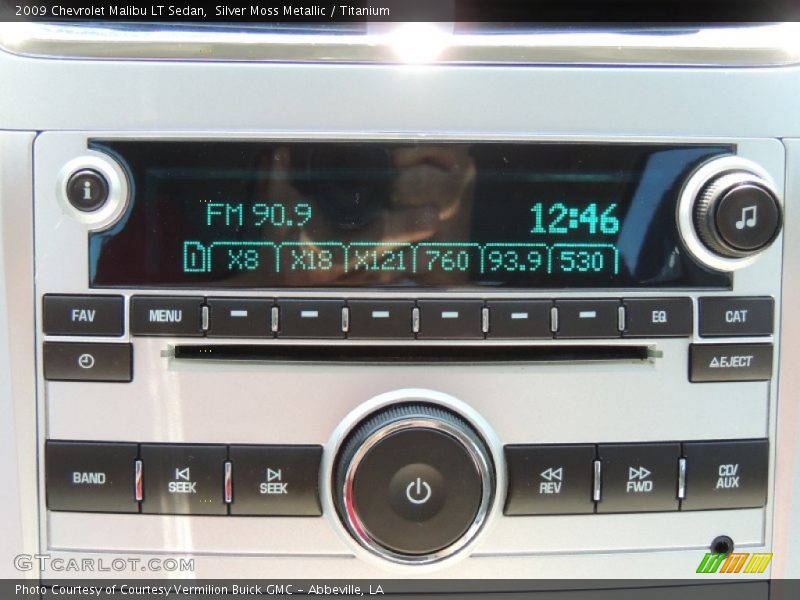 2009 Chevrolet Malibu LT Sedan,  Silver Moss Metallic / Titanium
i
FM 90.9
12:46
1 X8 X18 X121 760 93.9 530
FAV MENU EQ CAT
EJECT
BAND SEEK SEEK REV FWD CD/
AUX
GTCARLOT.COM
Photo Courtesy of Courtesy Vermilion Buick GMC - Abbeville, LA